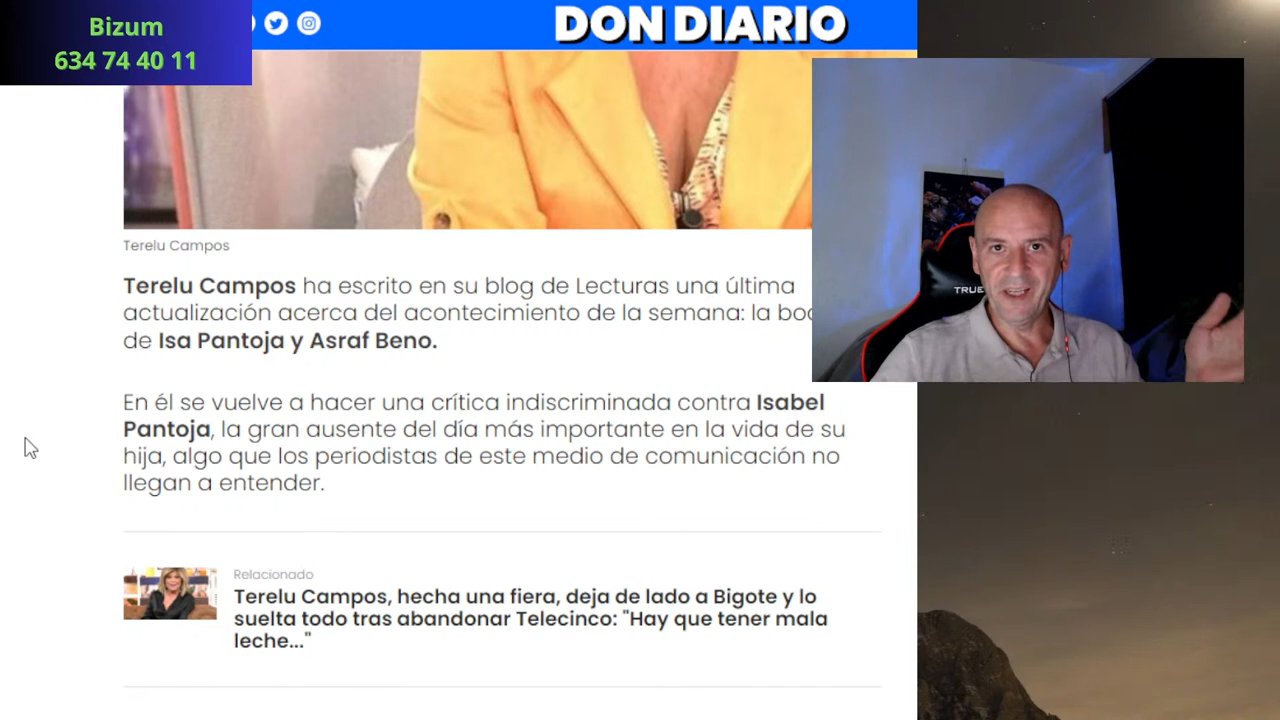 Bizum
634 74 40 11
DON DIARIO
TRUE
Terelu Campos
Terelu Campos ha escrito en su blog de Lecturas una última
actualización acerca del acontecimiento de la semana: la
de Isa Pantoja y Asraf Beno.
En él se vuelve a hacer una crítica indiscriminada contra Isabel
Pantoja, la gran ausente del día más importante en la vida de su
hija, algo que los periodistas de este medio de comunicación no
llegan a entender.
Relacionado
Terelu Campos, hecha una fiera, deja de lado a Bigote y lo
suelta todo tras abandonar Telecinco: "Hay que tener mala
leche..."